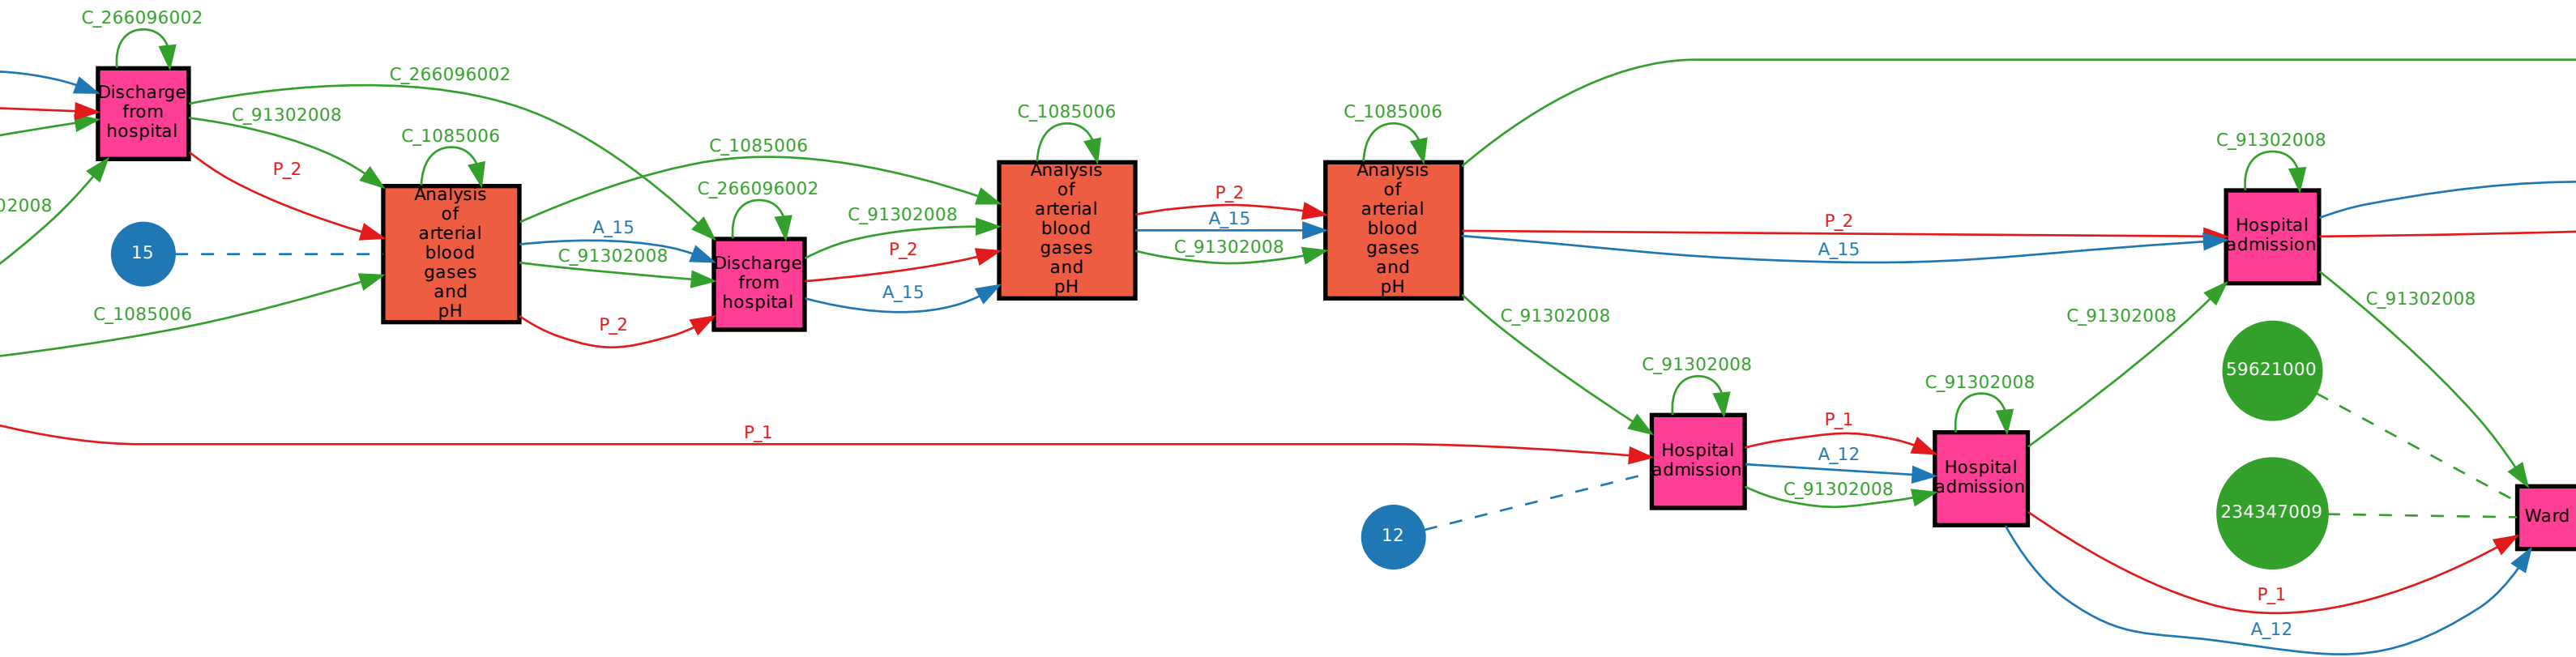 C_266096002
Discharge
from
hospital
C_266096002
C_91302008
P_2
02008
15
C_1085006
C_1085006
Analysis
of
arterial
blood
gases
and
pH
C_1085006
A_15
C_91302008
P_2
C_266096002
Discharge
from
hospital
C_91302008
P_2
A_15
C_1085006
Analysis
of
arterial
blood
gases
and
pH
P_2
A_15
C_91302008
C_1085006
Analysis
of
arterial
blood
gases
and
pH
P_2
A_15
C_91302008
P_1
12
C_91302008
Hospital
admission
P_1
A_12
C_91302008
C_91302008
Hospital
admission
C_91302008
C_91302008
Hospital
admission
C_91302008
59621000
234347009
Ward
P_1
A_12